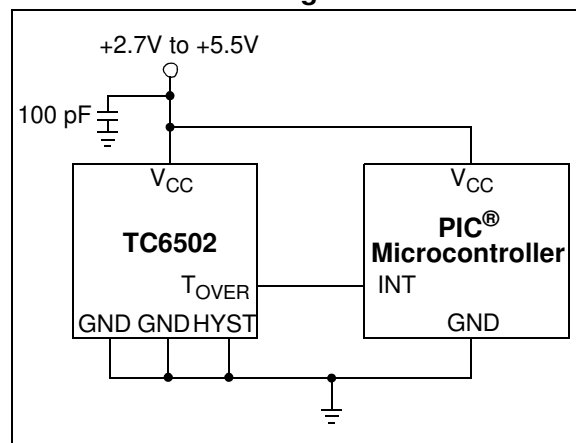 +2.7V to +5.5V
100 pF
VCC
VCC
TC6502
PIC®
Microcontroller
TOVER
INT
GND GND HYST
GND